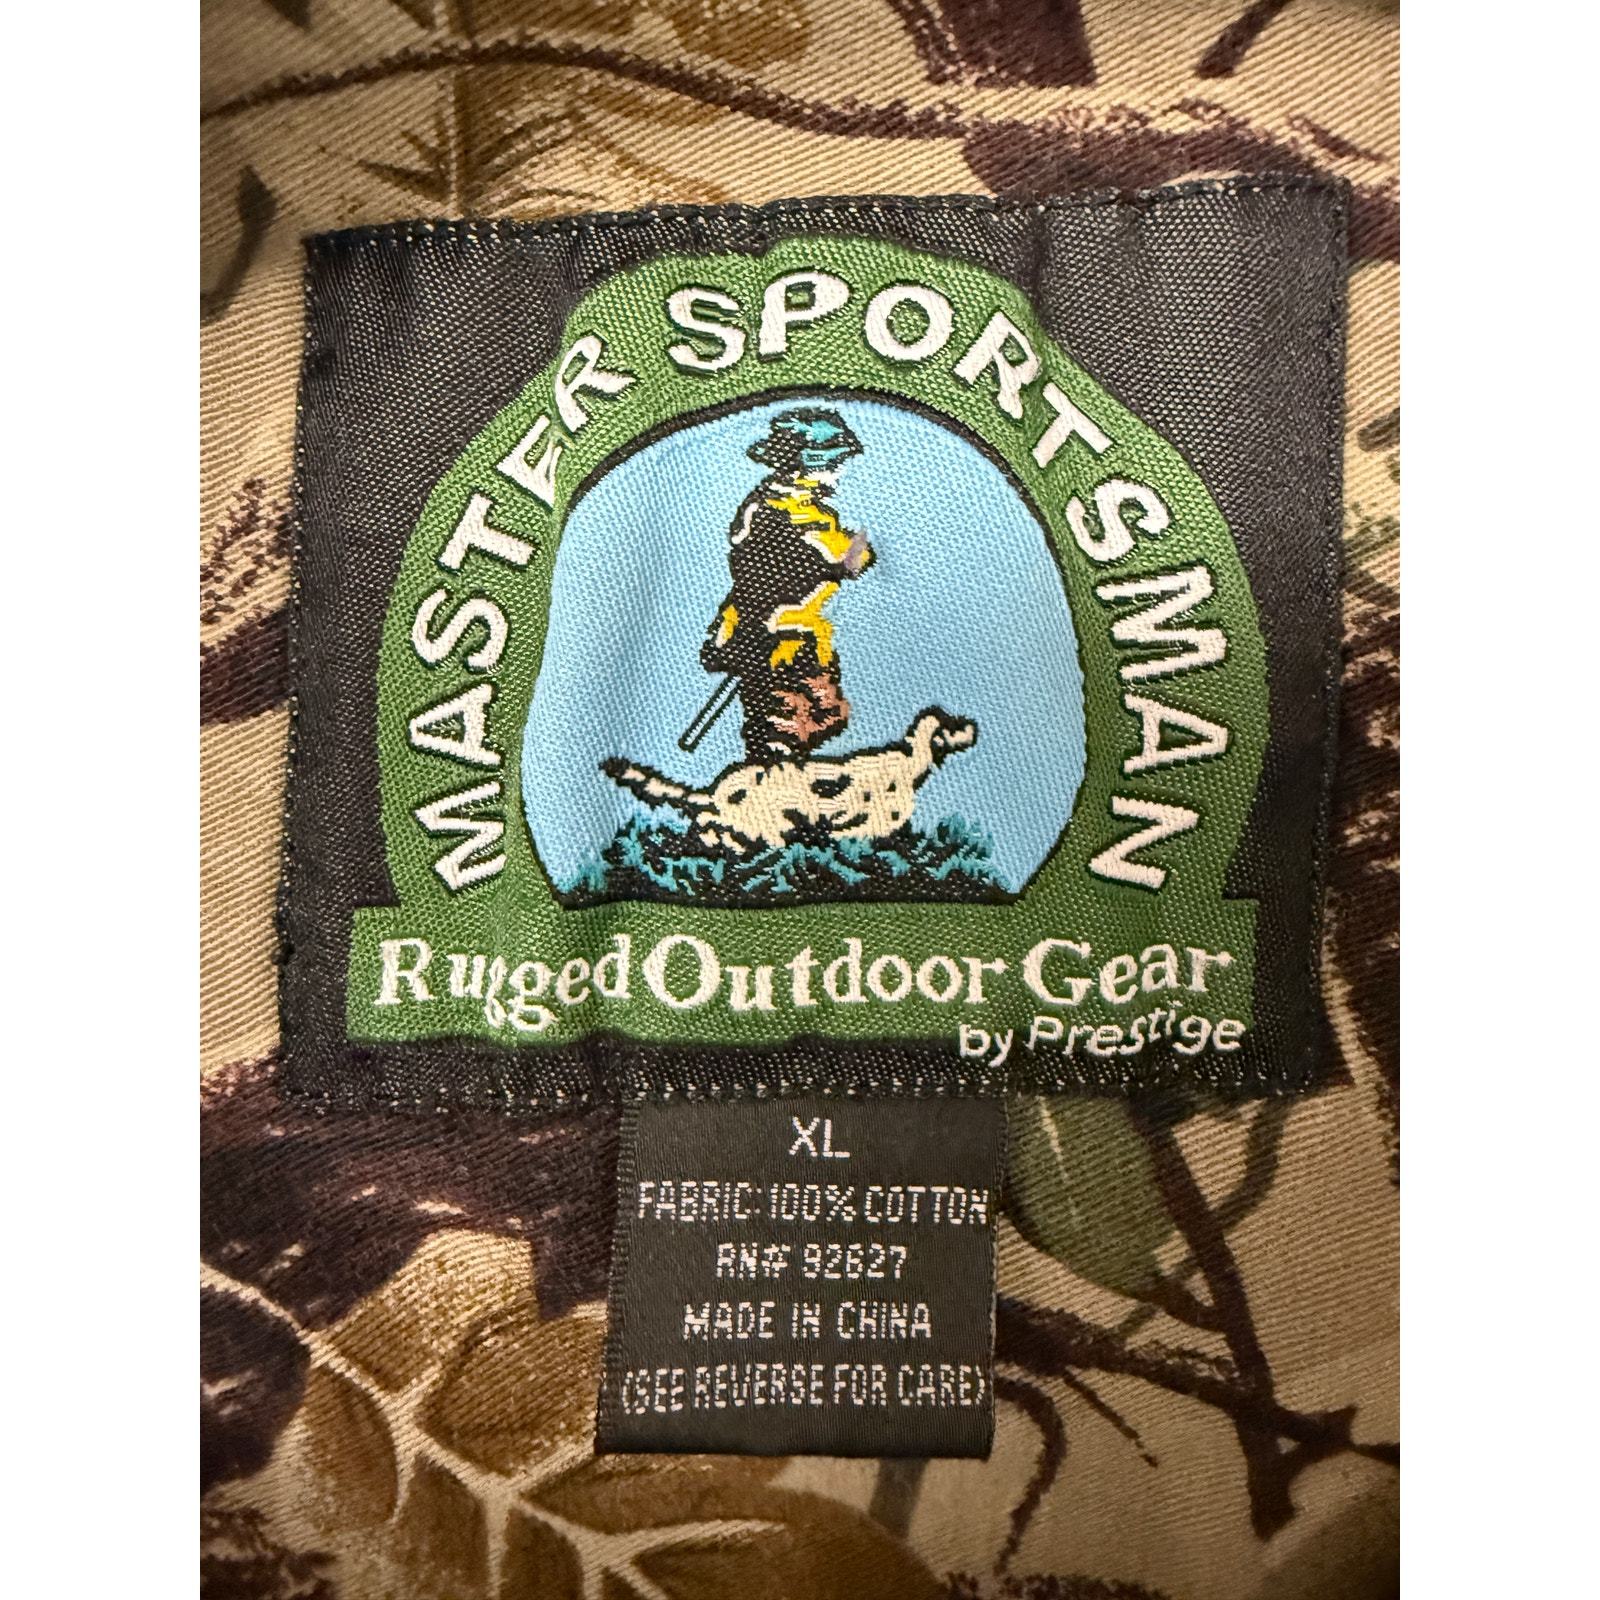 MASTER SPORTSMAN
Rugged Outdoor Gear
by Prestige
XL
FABRIC: 100% COTTON
RN# 92627
MADE IN CHINA
(SEE REVERSE FOR CARE)